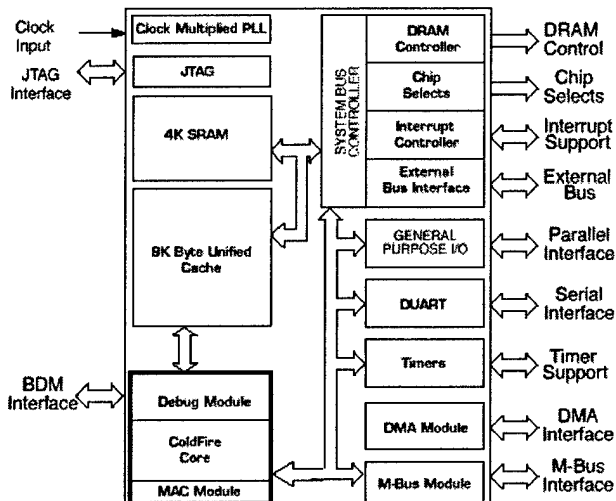 Clock
Input
JTAG
Interface
BDM
Interface
Clock Multiplied PLL
JTAG
4K SRAM
8K Byte Unified
Cache
Debug Module
ColdFire
Core
MAC Module
SYSTEM BUS
CONTROLLER
DRAM
Controller
Chip
Selects
Interrupt
Controller
External
Bus Interface
GENERAL
PURPOSE I/O
DUART
Timers
DMA Module
M-Bus Module
DRAM
Control
Chip
Selects
Interrupt
Support
External
Bus
Parallel
Interface
Serial
Interface
Timer
Support
DMA
Interface
M-Bus
Interface